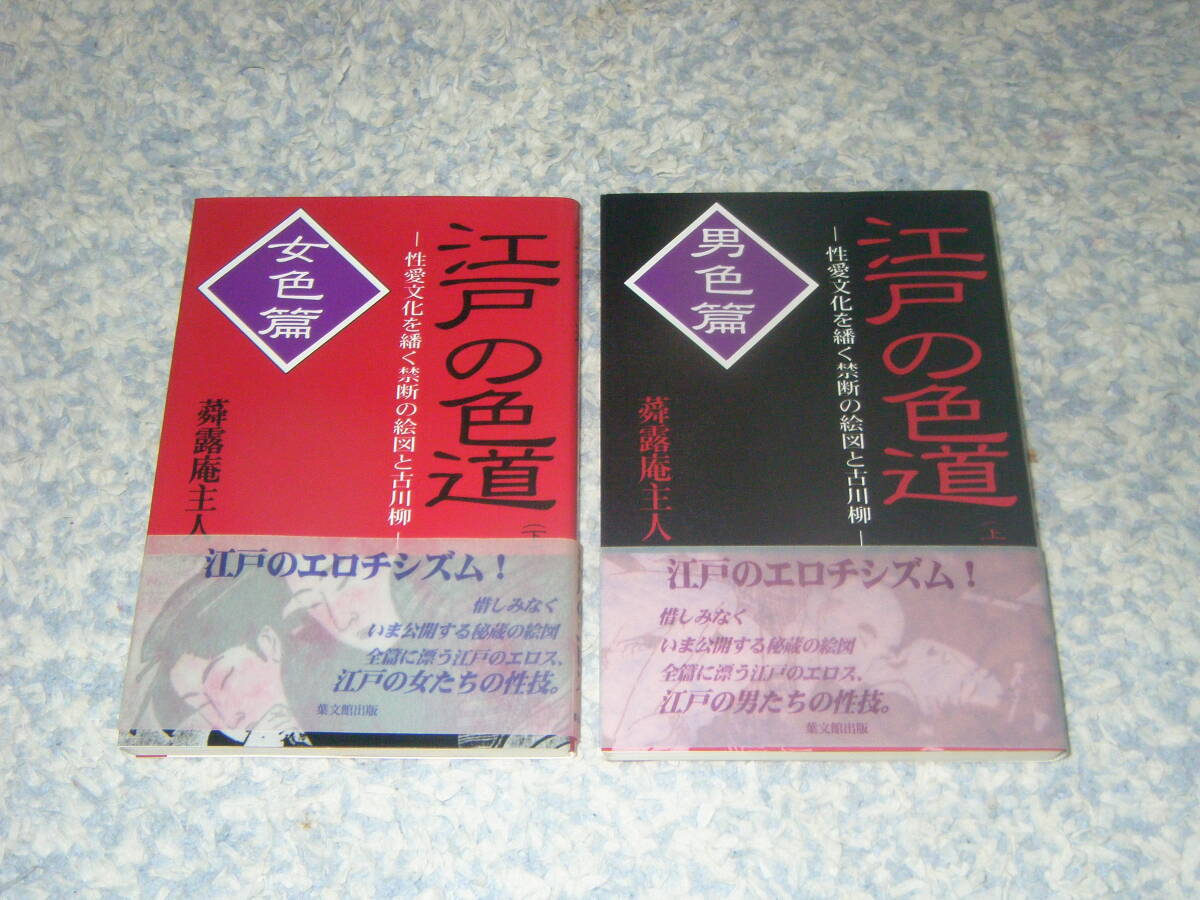 江戸の色道
(下
―性愛文化を繙く禁断の絵図と古川柳―
女色篇
蕣露庵主人
江戸のエロチシズム!
惜しみなく
いま公開する秘蔵の絵図
全篇に漂う江戸のエロス、
江戸の女たちの性技。
葉文館出版
江戸の色道
(上
―性愛文化を繙く禁断の絵図と古川柳―
男色篇
蕣露庵主人
江戸のエロチシズム!
惜しみなく
いま公開する秘蔵の絵図
全篇に漂う江戸のエロス、
江戸の男たちの性技。
葉文館出版